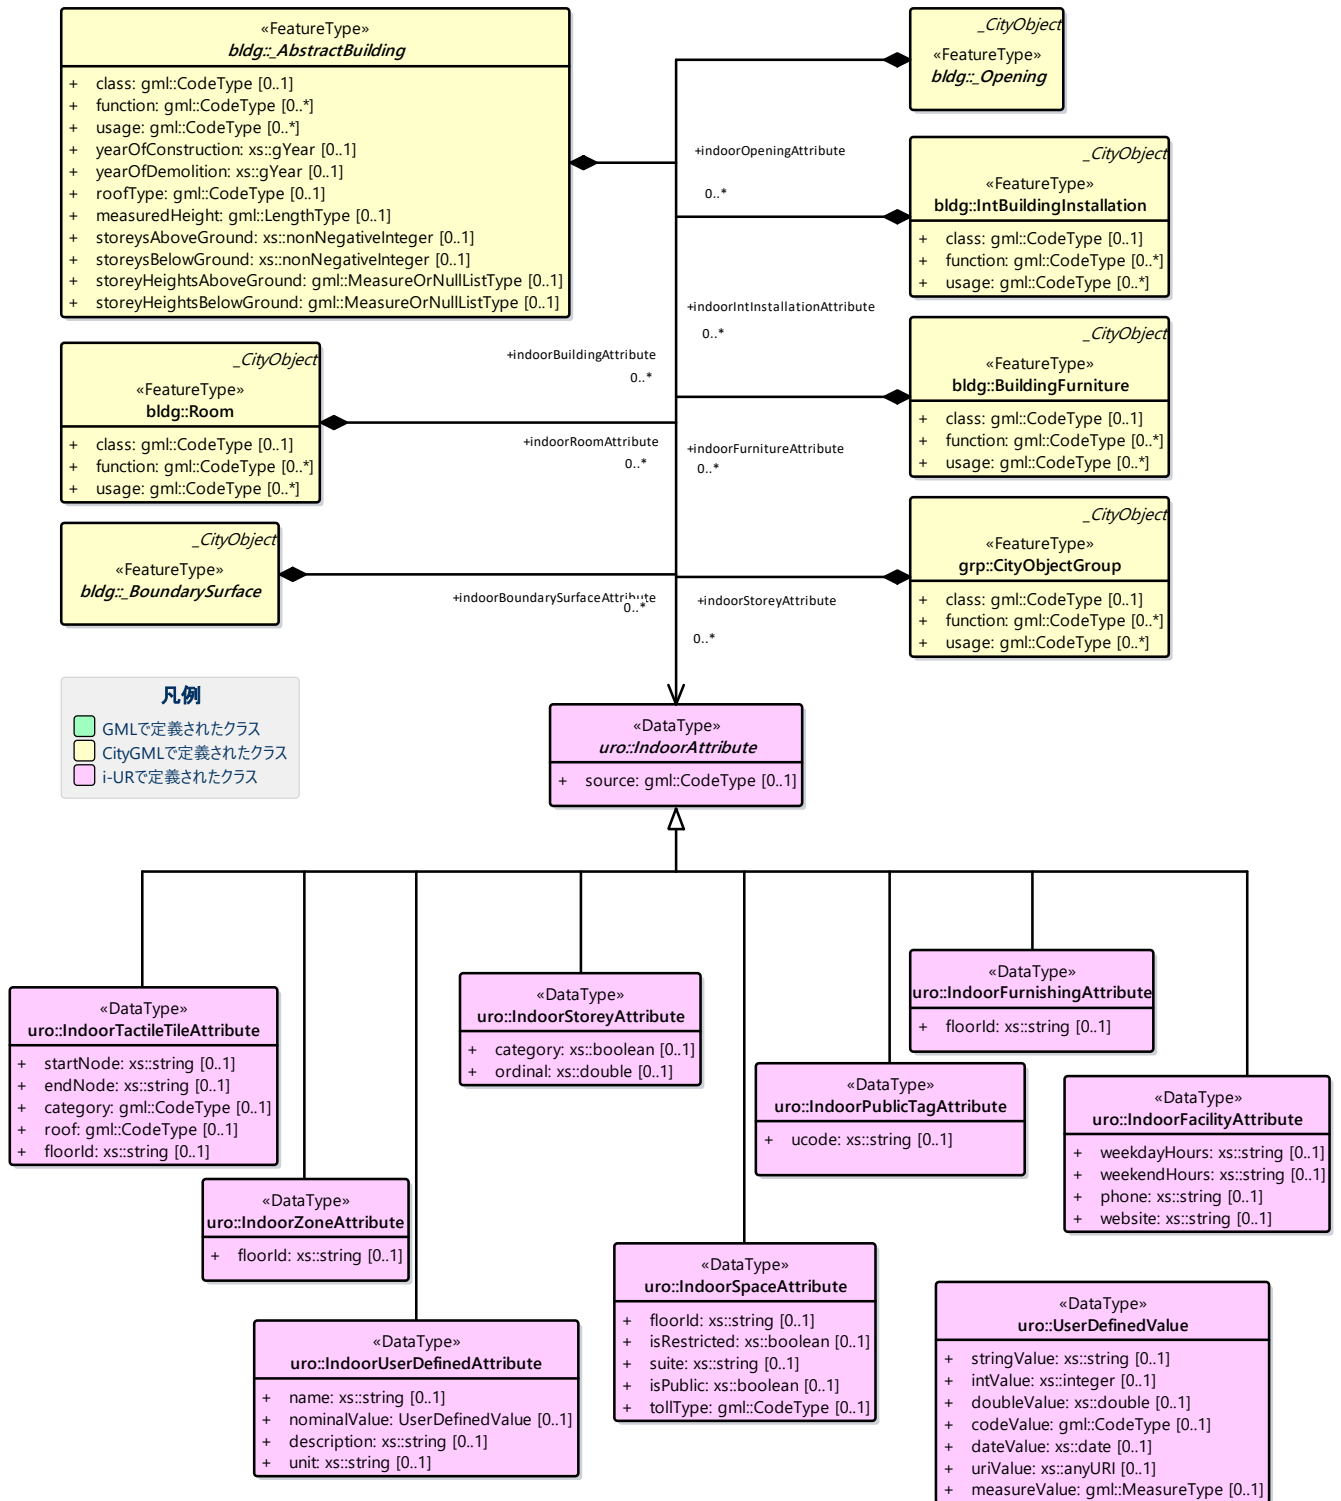 «FeatureType»
bldg::_AbstractBuilding
+ class: gml::CodeType [0..1]
+ function: gml::CodeType [0..*]
+ usage: gml::CodeType [0..*]
+ yearOfConstruction: xs::gYear [0..1]
+ yearOfDemolition: xs::gYear [0..1]
+ roofType: gml::CodeType [0..1]
+ measuredHeight: gml::LengthType [0..1]
+ storeysAboveGround: xs::nonNegativeInteger [0..1]
+ storeysBelowGround: xs::nonNegativeInteger [0..1]
+ storeyHeightsAboveGround: gml::MeasureOrNullListType [0..1]
+ storeyHeightsBelowGround: gml::MeasureOrNullListType [0..1]
_CityObject
«FeatureType»
bldg::_Opening
+indoorOpeningAttribute
0..*
_CityObject
«FeatureType»
bldg::IntBuildingInstallation
+ class: gml::CodeType [0..1]
+ function: gml::CodeType [0..*]
+ usage: gml::CodeType [0..*]
+indoorIntInstallationAttribute
0..*
+indoorBuildingAttribute
0..*
_CityObject
«FeatureType»
bldg::Room
+ class: gml::CodeType [0..1]
+ function: gml::CodeType [0..*]
+ usage: gml::CodeType [0..*]
_CityObject
«FeatureType»
bldg::BuildingFurniture
+ class: gml::CodeType [0..1]
+ function: gml::CodeType [0..*]
+ usage: gml::CodeType [0..*]
+indoorRoomAttribute
0..*
+indoorFurnitureAttribute
0..*
_CityObject
«FeatureType»
bldg::_BoundarySurface
_CityObject
«FeatureType»
grp::CityObjectGroup
+ class: gml::CodeType [0..1]
+ function: gml::CodeType [0..*]
+ usage: gml::CodeType [0..*]
+indoorBoundarySurfaceAttribute
0..*
+indoorStoreyAttribute
0..*
凡例
GMLで定義されたクラス
CityGMLで定義されたクラス
i-URで定義されたクラス
«DataType»
uro::IndoorAttribute
+ source: gml::CodeType [0..1]
«DataType»
uro::IndoorTactileTileAttribute
+ startNode: xs::string [0..1]
+ endNode: xs::string [0..1]
+ category: gml::CodeType [0..1]
+ roof: gml::CodeType [0..1]
+ floorId: xs::string [0..1]
«DataType»
uro::IndoorStoreyAttribute
+ category: xs::boolean [0..1]
+ ordinal: xs::double [0..1]
«DataType»
uro::IndoorFurnishingAttribute
+ floorId: xs::string [0..1]
«DataType»
uro::IndoorPublicTagAttribute
+ ucode: xs::string [0..1]
«DataType»
uro::IndoorFacilityAttribute
+ weekdayHours: xs::string [0..1]
+ weekendHours: xs::string [0..1]
+ phone: xs::string [0..1]
+ website: xs::string [0..1]
«DataType»
uro::IndoorZoneAttribute
+ floorId: xs::string [0..1]
«DataType»
uro::IndoorSpaceAttribute
+ floorId: xs::string [0..1]
+ isRestricted: xs::boolean [0..1]
+ suite: xs::string [0..1]
+ isPublic: xs::boolean [0..1]
+ tollType: gml::CodeType [0..1]
«DataType»
uro::IndoorUserDefinedAttribute
+ name: xs::string [0..1]
+ nominalValue: UserDefinedValue [0..1]
+ description: xs::string [0..1]
+ unit: xs::string [0..1]
«DataType»
uro::UserDefinedValue
+ stringValue: xs::string [0..1]
+ intValue: xs::integer [0..1]
+ doubleValue: xs::double [0..1]
+ codeValue: gml::CodeType [0..1]
+ dateValue: xs::date [0..1]
+ uriValue: xs::anyURI [0..1]
+ measureValue: gml::MeasureType [0..1]